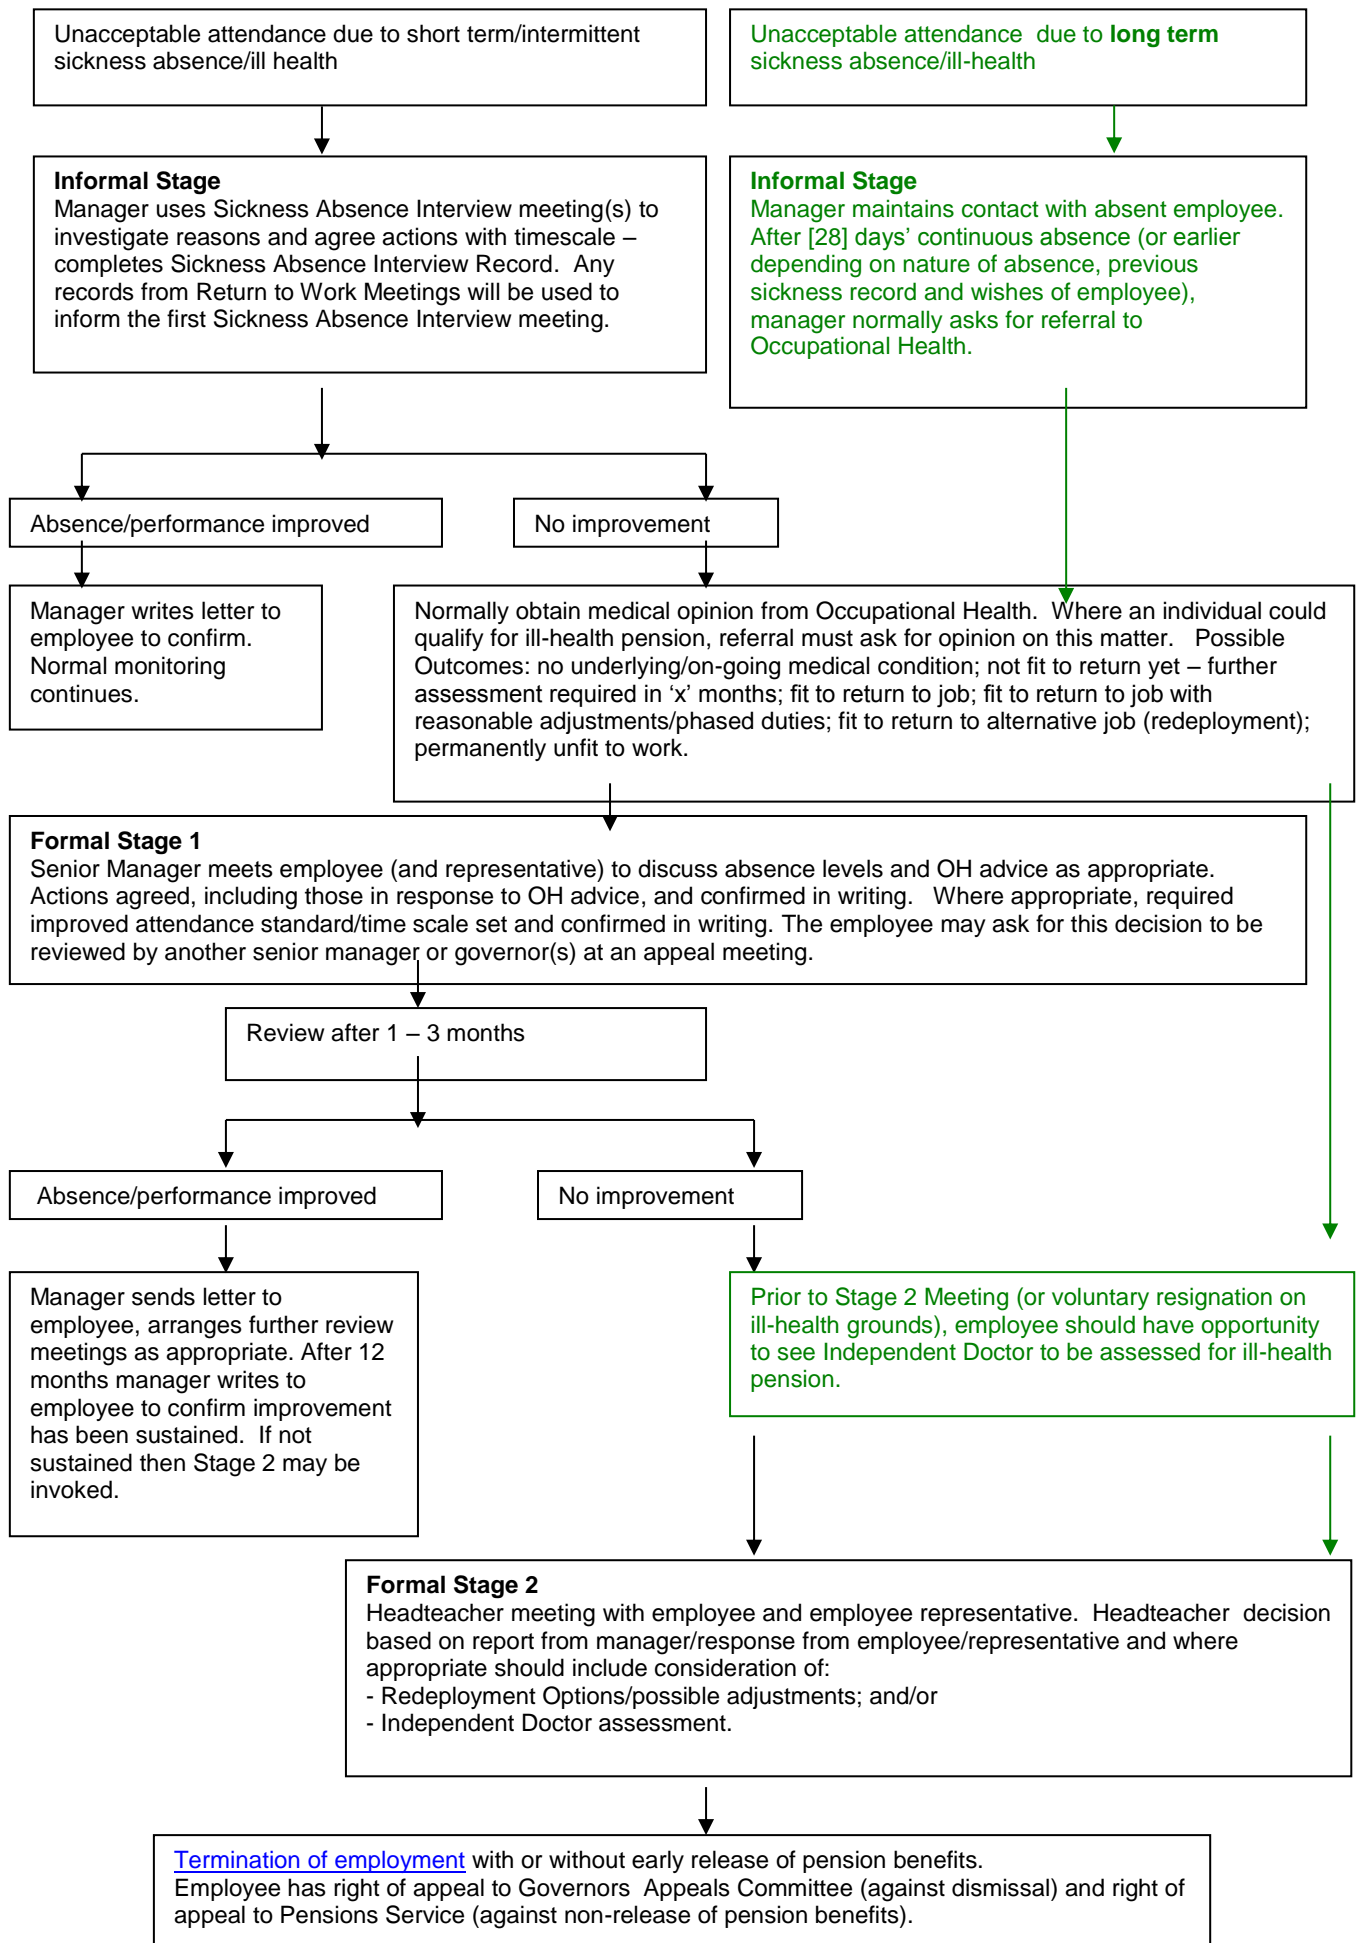 Unacceptable attendance due to short term/intermittent
sickness absence/ill health
Unacceptable attendance  due to long term
sickness absence/ill-health
Informal Stage
Manager uses Sickness Absence Interview meeting(s) to
investigate reasons and agree actions with timescale –
completes Sickness Absence Interview Record.  Any
records from Return to Work Meetings will be used to
inform the first Sickness Absence Interview meeting.
Informal Stage
Manager maintains contact with absent employee.
After [28] days’ continuous absence (or earlier
depending on nature of absence, previous
sickness record and wishes of employee),
manager normally asks for referral to
Occupational Health.
Absence/performance improved
No improvement
Manager writes letter to
employee to confirm.
Normal monitoring
continues.
Normally obtain medical opinion from Occupational Health.  Where an individual could
qualify for ill-health pension, referral must ask for opinion on this matter.   Possible
Outcomes: no underlying/on-going medical condition; not fit to return yet – further
assessment required in ‘x’ months; fit to return to job; fit to return to job with
reasonable adjustments/phased duties; fit to return to alternative job (redeployment);
permanently unfit to work.
Formal Stage 1
Senior Manager meets employee (and representative) to discuss absence levels and OH advice as appropriate.
Actions agreed, including those in response to OH advice, and confirmed in writing.   Where appropriate, required
improved attendance standard/time scale set and confirmed in writing. The employee may ask for this decision to be
reviewed by another senior manager or governor(s) at an appeal meeting.
Review after 1 – 3 months
Absence/performance improved
No improvement
Manager sends letter to
employee, arranges further review
meetings as appropriate. After 12
months manager writes to
employee to confirm improvement
has been sustained.  If not
sustained then Stage 2 may be
invoked.
Prior to Stage 2 Meeting (or voluntary resignation on
ill-health grounds), employee should have opportunity
to see Independent Doctor to be assessed for ill-health
pension.
Formal Stage 2
Headteacher meeting with employee and employee representative.  Headteacher  decision
based on report from manager/response from employee/representative and where
appropriate should include consideration of:
- Redeployment Options/possible adjustments; and/or
- Independent Doctor assessment.
Termination of employment with or without early release of pension benefits.
Employee has right of appeal to Governors  Appeals Committee (against dismissal) and right of
appeal to Pensions Service (against non-release of pension benefits).